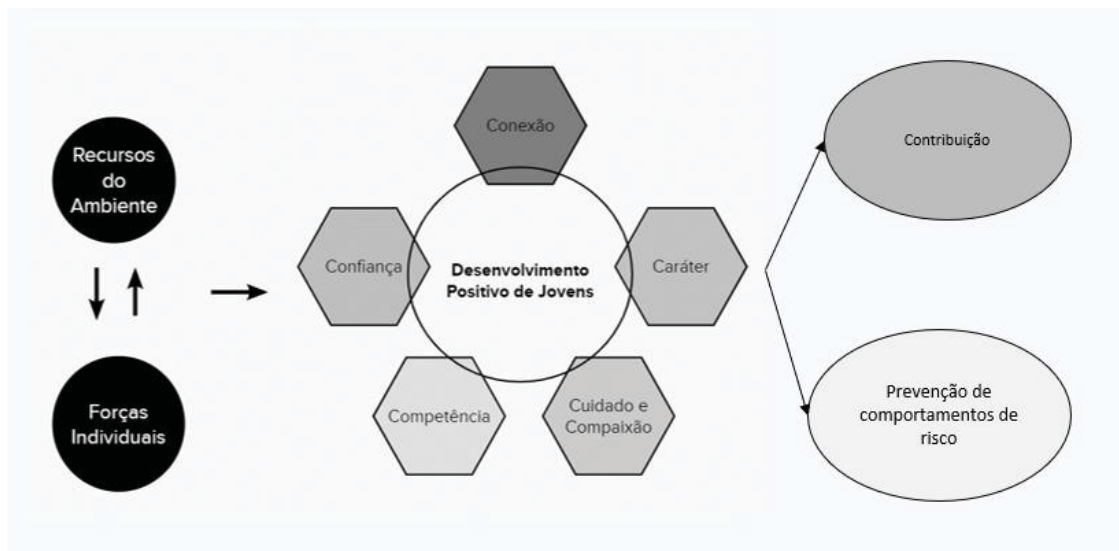 Recursos
do
Ambiente
Forças
Individuais
Conexão
Confiança
Desenvolvimento
Positivo de Jovens
Caráter
Competência
Cuidado e
Compaixão
Contribuição
Prevenção de
comportamentos de
risco